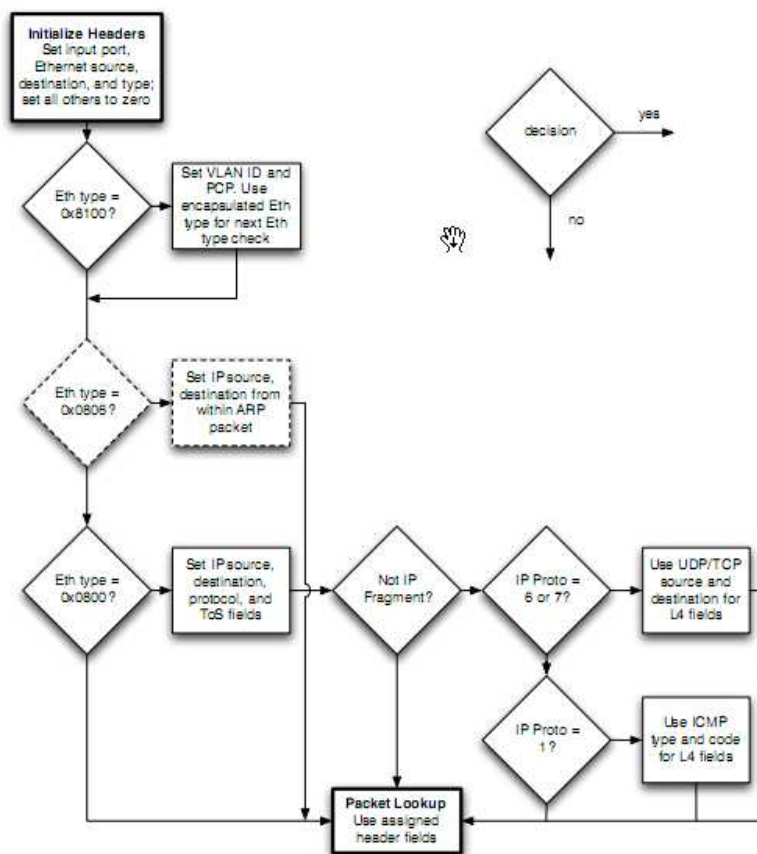 Initialize Headers
Set input port,
Ethernet source,
destination, and type;
set all others to zero
decision
yes
no
Eth type =
0x8100?
Set VLAN ID and
PCP. Use
encapsulated Eth
type for next Eth
type check
Eth type =
0x0806?
Set IP source,
destination from
within ARP
packet
Eth type =
0x0800?
Set IP source,
destination,
protocol, and
ToS fields
Not IP
Fragment?
IP Proto =
6 or 7?
Use UDP/TCP
source and
destination for
L4 fields
IP Proto =
1?
Use ICMP
type and code
for L4 fields
Packet Lookup
Use assigned
header fields